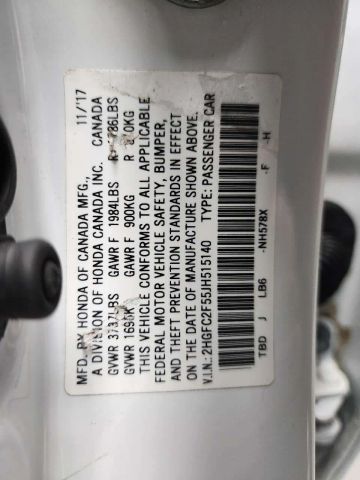 MFD. BY HONDA OF CANADA MFG., 11/'17
A DIVISION OF HONDA CANADA INC. CANADA
GVWR 3737LBS GAWR F 1984LBS
GVWR GAWR F 900KG
THIS VEHICLE CONFORMS TO ALL APPLICABLE
FEDERAL MOTOR VEHICLE SAFETY, BUMPER,
AND THEFT PREVENTION STANDARDS IN EFFECT
ON THE DATE OF MANUFACTURE SHOWN ABOVE.
V.I.N.: 2HGFC2F55JH515140 TYPE: PASSENGER CAR
TBD J LB6 -NH578X .F .H